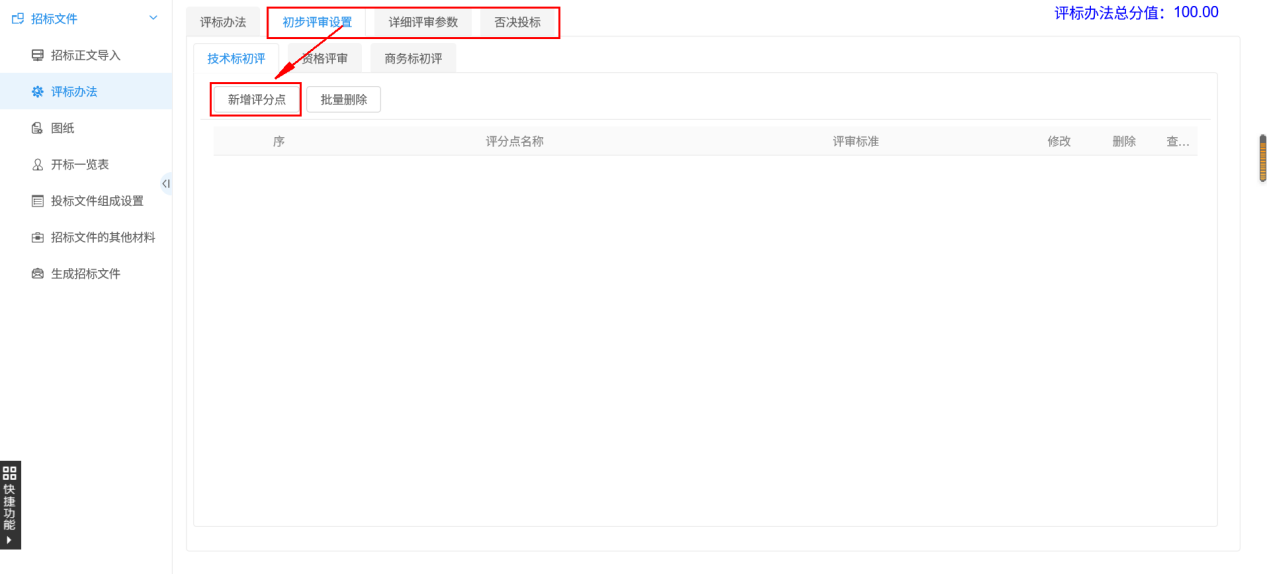 招标文件
招标正文导入
评标办法
图纸
开标一览表
投标文件组成设置
招标文件的其他材料
生成招标文件
快捷功能
评标办法 初步评审设置 详细评审参数 否决投标
评标办法总分值：100.00
技术标初评 资格评审 商务标初评
新增评分点 批量删除
序 评分点名称 评审标准 修改 删除 查...